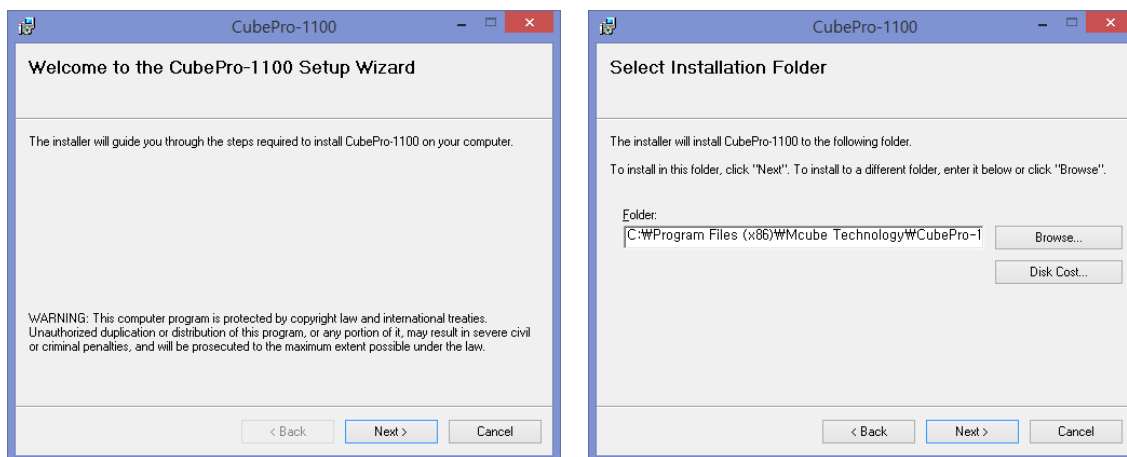 CubePro-1100
Welcome to the CubePro-1100 Setup Wizard
The installer will guide you through the steps required to install CubePro-1100 on your computer.
WARNING: This computer program is protected by copyright law and international treaties.
Unauthorized duplication or distribution of this program, or any portion of it, may result in severe civil
or criminal penalties, and will be prosecuted to the maximum extent possible under the law.
< Back
Next >
Cancel
CubePro-1100
Select Installation Folder
The installer will install CubePro-1100 to the following folder.
To install in this folder, click "Next". To install to a different folder, enter it below or click "Browse".
Folder:
C:₩Program Files (x86)₩Mcube Technology₩CubePro-1
Browse...
Disk Cost...
< Back
Next >
Cancel